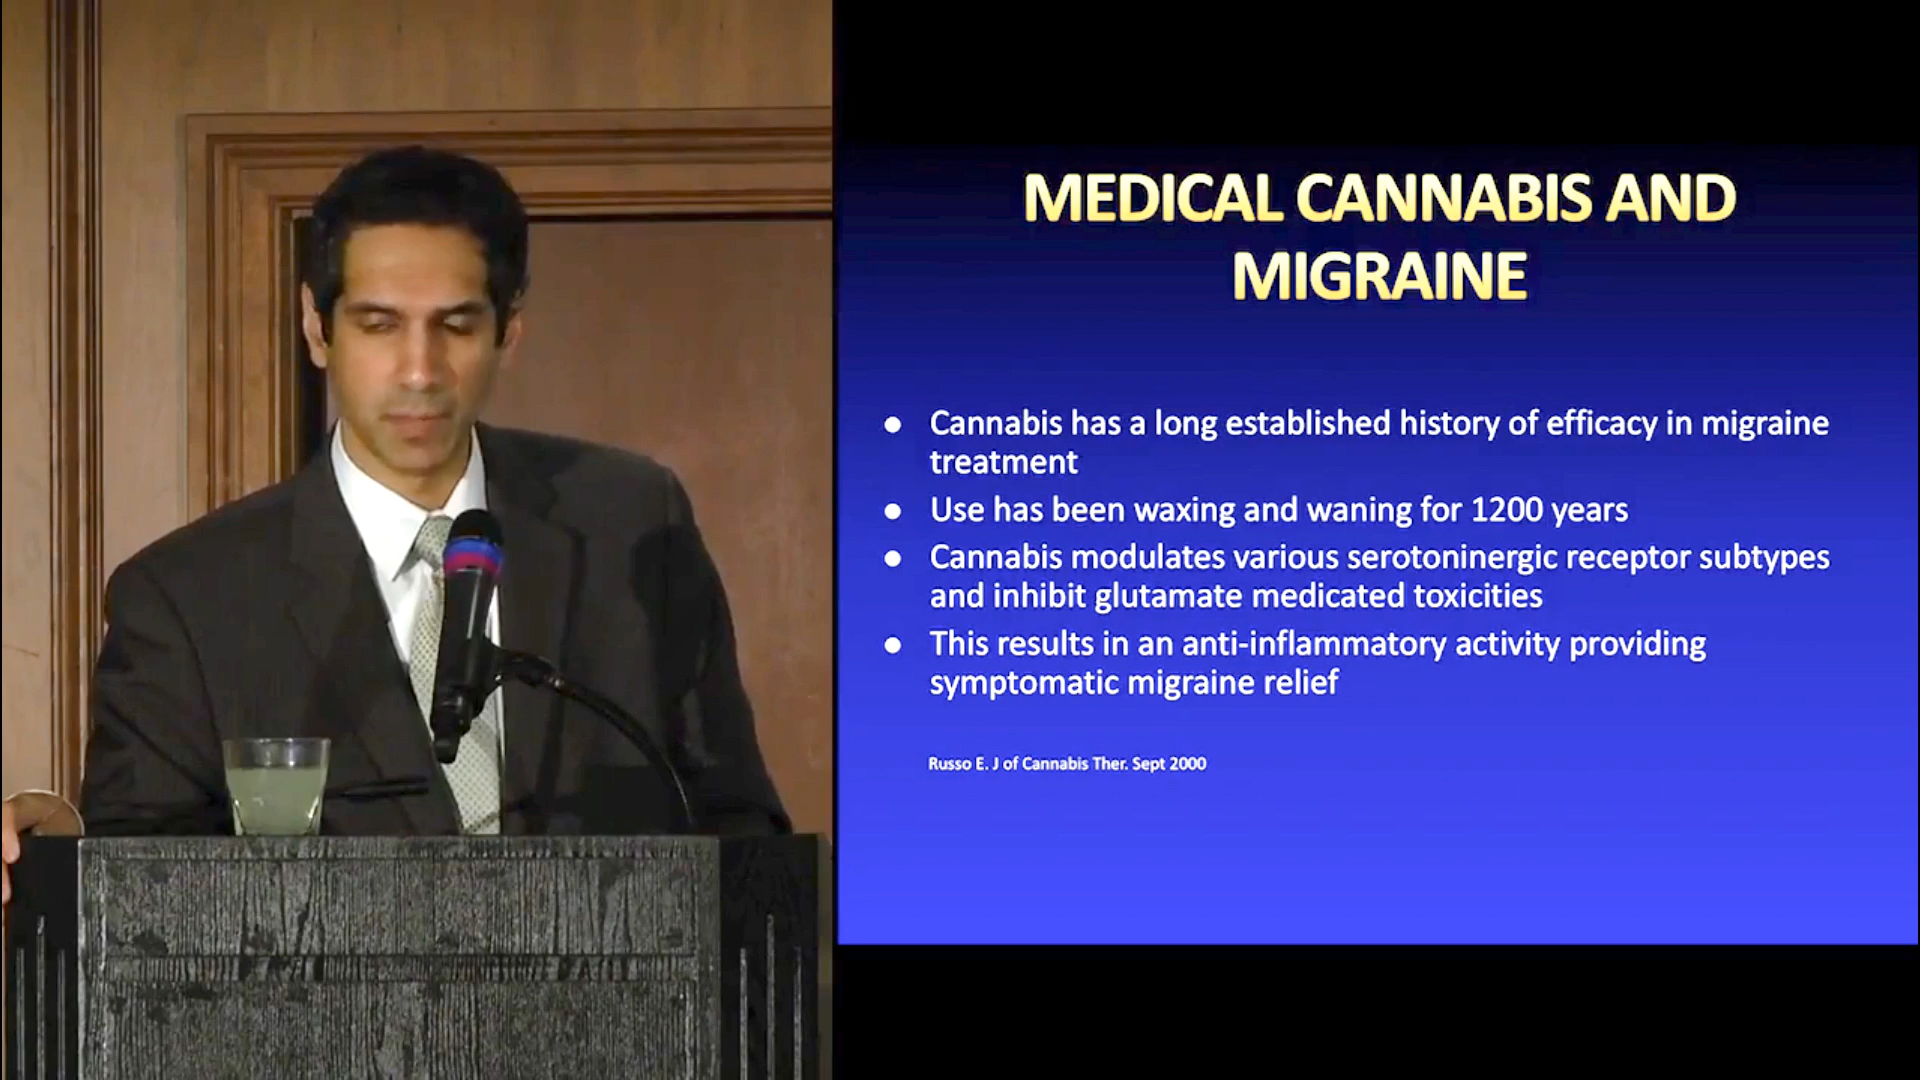 MEDICAL CANNABIS AND
MIGRAINE
● Cannabis has a long established history of efficacy in migraine
treatment
● Use has been waxing and waning for 1200 years
● Cannabis modulates various serotoninergic receptor subtypes
and inhibit glutamate medicated toxicities
● This results in an anti-inflammatory activity providing
symptomatic migraine relief
Russo E. J of Cannabis Ther. Sept 2000